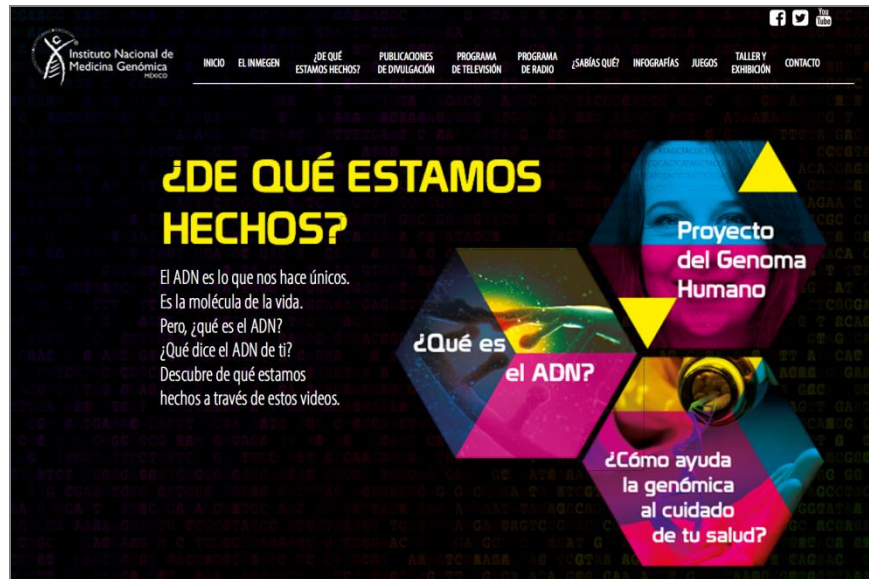 You
Tube
Instituto Nacional de
Medicina Genómica
MÉXICO
INICIO
EL INMEGEN
¿DE QUÉ
ESTAMOS HECHOS?
PUBLICACIONES
DE DIVULGACIÓN
PROGRAMA
DE TELEVISIÓN
PROGRAMA
DE RADIO
¿SABÍAS QUÉ?
INFOGRAFÍAS
JUEGOS
TALLER Y
EXHIBICIÓN
CONTACTO
¿DE QUÉ ESTAMOS
HECHOS?
El ADN es lo que nos hace únicos.
Es la molécula de la vida.
Pero, ¿qué es el ADN?
¿Qué dice el ADN de ti?
Descubre de qué estamos
hechos a través de estos videos.
Proyecto
del Genoma
Humano
¿Qué es
el ADN?
¿Cómo ayuda
la genómica
al cuidado
de tu salud?